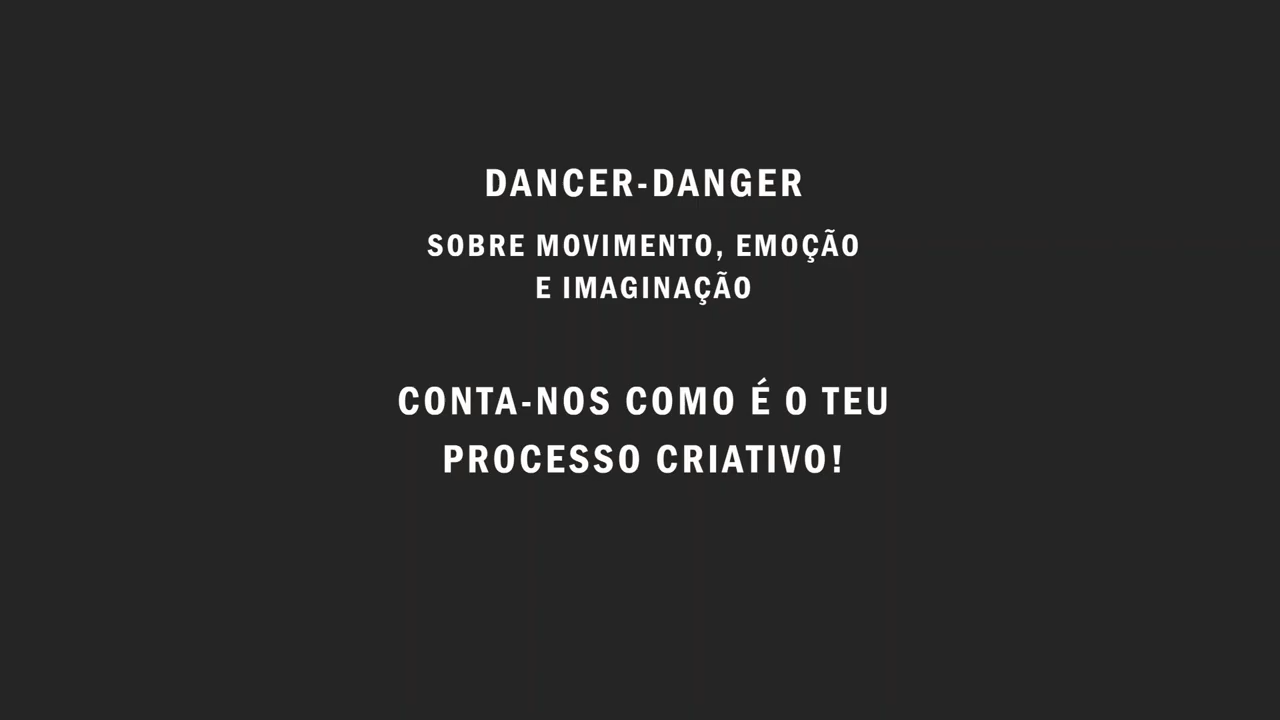 DANCER-DANGER
SOBRE MOVIMENTO, EMOÇÃO
E IMAGINAÇÃO
CONTA-NOS COMO É O TEU
PROCESSO CRIATIVO!